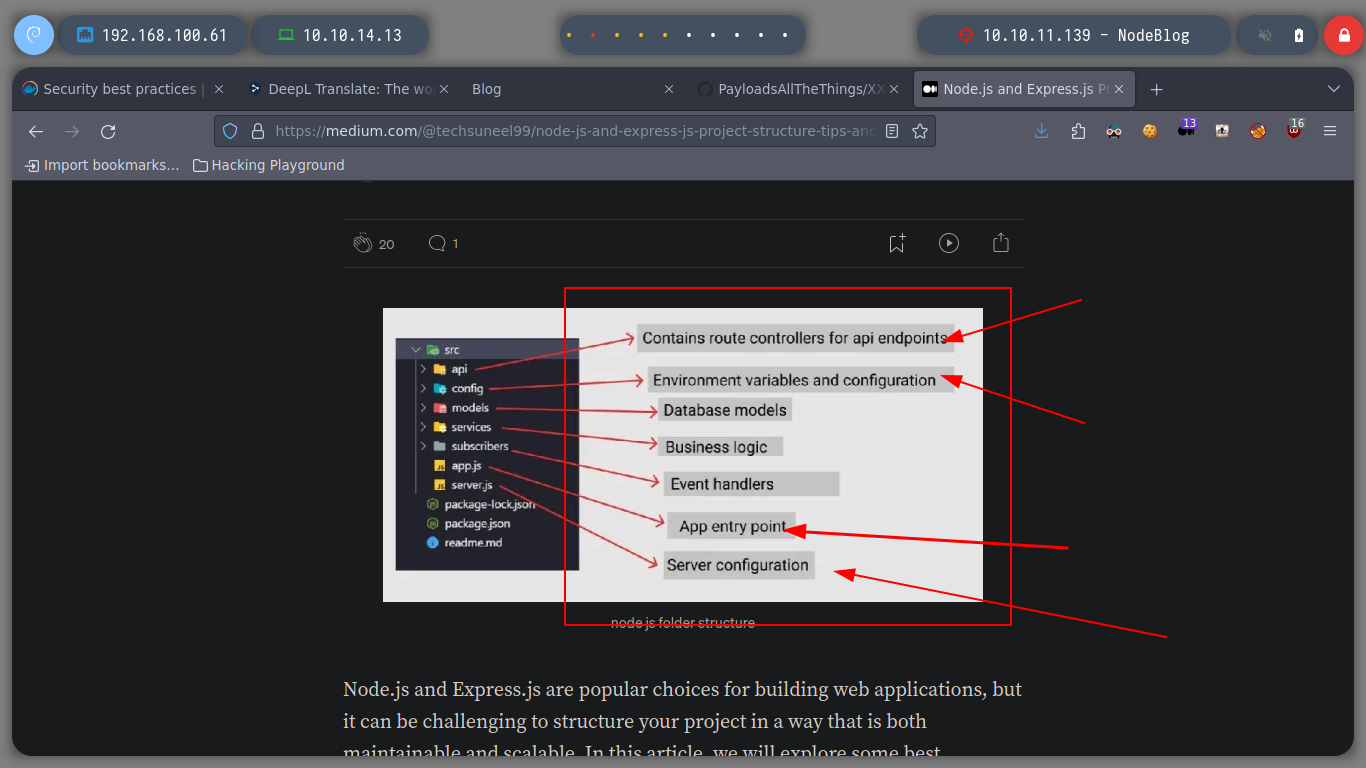 192.168.100.61
10.10.14.13
10.10.11.139 - NodeBlog
Security best practices |
DeepL Translate: The wo
Blog
PayloadsAllTheThings/XX
Node.js and Express.js Pr
https://medium.com/@techsuneel99/node-js-and-express-js-project-structure-tips-and
13
16
Import bookmarks...
Hacking Playground
20
1
src
api
config
models
services
subscribers
app.js
server.js
package-lock.json
package.json
readme.md
Contains route controllers for api endpoints
Environment variables and configuration
Database models
Business logic
Event handlers
App entry point
Server configuration
node js folder structure
Node.js and Express.js are popular choices for building web applications, but
it can be challenging to structure your project in a way that is both
maintainable and scalable. In this article, we will explore some best